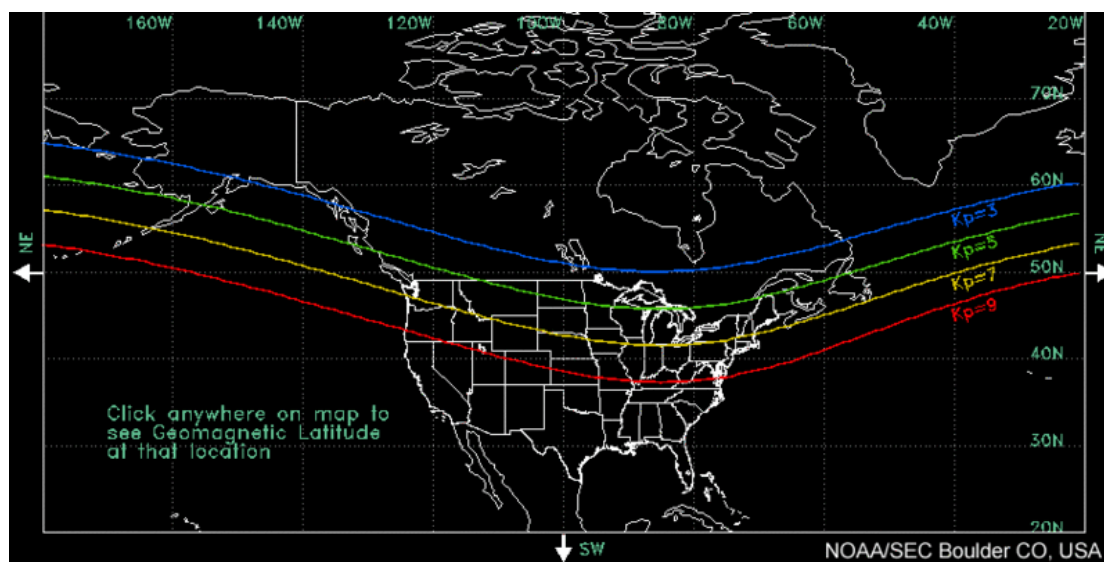 160W 120W 100W 80W 60W 40W 20W
70N
60N
Kp=3
NE
NE
Kp=5
50N
Kp=7
Kp=9
40N
Click anywhere on map to
see Geomagnetic Latitude
at that location
30N
20N
SW
NOAA/SEC Boulder CO, USA